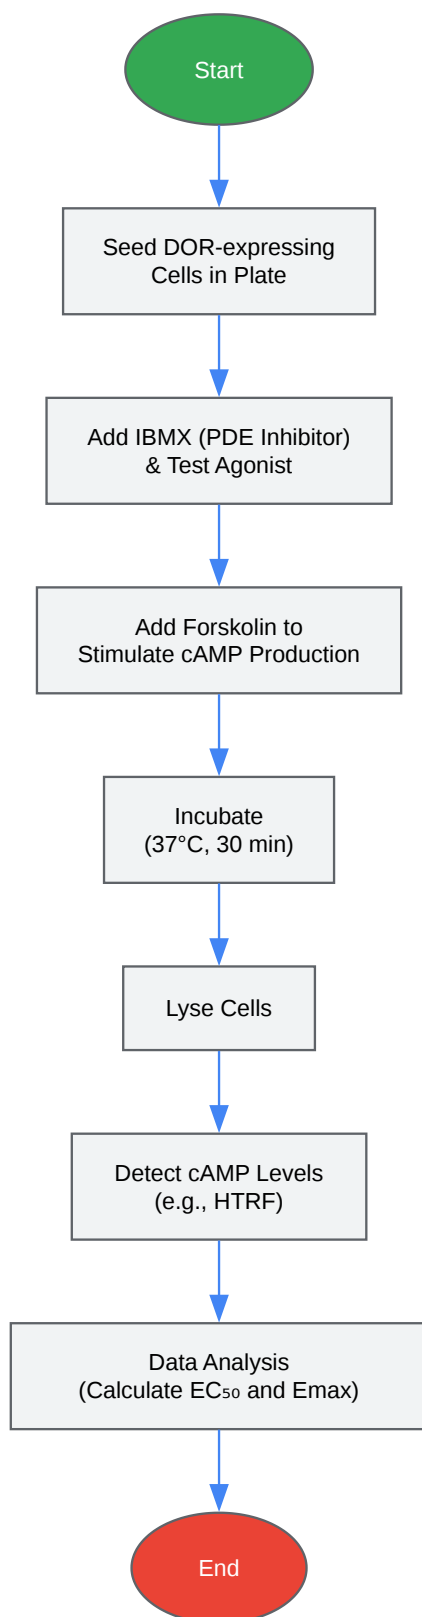 Start
Seed DOR-expressing
Cells in Plate
Add IBMX (PDE Inhibitor)
& Test Agonist
Add Forskolin to
Stimulate cAMP Production
Incubate
(37°C, 30 min)
Lyse Cells
Detect cAMP Levels
(e.g., HTRF)
Data Analysis
(Calculate EC₅₀ and Emax)
End